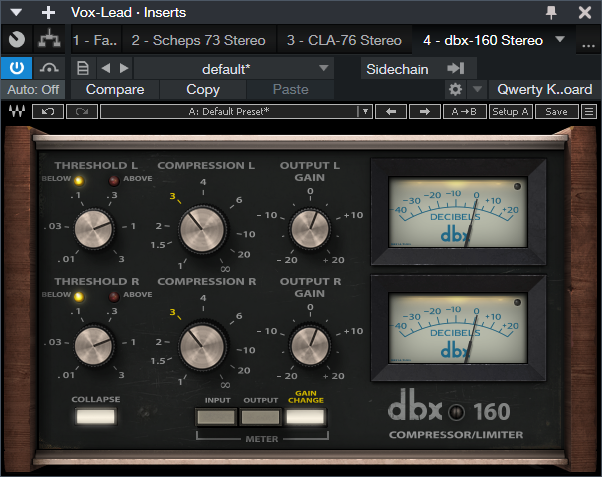 Vox-Lead · Inserts
1 - Fa.. 2 - Scheps 73 Stereo 3 - CLA-76 Stereo 4 - dbx-160 Stereo ...
default* Sidechain
Auto: Off Compare Copy Paste Qwerty K..oard
A: Default Preset* A→B Setup A Save
THRESHOLD L COMPRESSION L OUTPUT L GAIN
BELOW ABOVE
.01 .03 .1 .3 1 3
1 1.5 2 3 4 6 ∞
-20 -10 0 +10 +20
40 30 20 10 0 +10 +20
DECIBELS
dbx
THRESHOLD R COMPRESSION R OUTPUT R GAIN
BELOW ABOVE
.01 .03 .1 .3 1 3
1 1.5 2 3 4 6 ∞
-20 -10 0 +10 +20
40 30 20 10 0 +10 +20
DECIBELS
dbx
COLLAPSE INPUT OUTPUT GAIN CHANGE
METER
dbx 160
COMPRESSOR/LIMITER